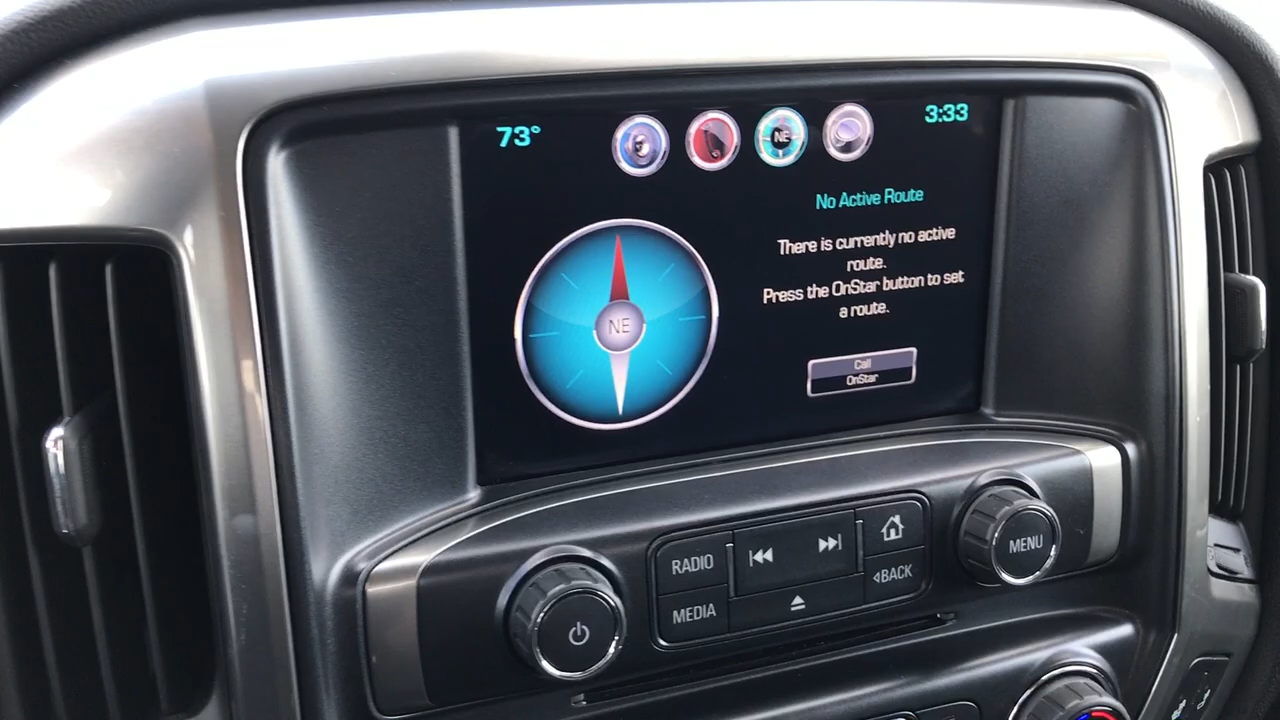 73°
NE
3:33
No Active Route
There is currently no active
route.
Press the OnStar button to set
a route.
NE
Call
OnStar
RADIO
MEDIA
BACK
MENU